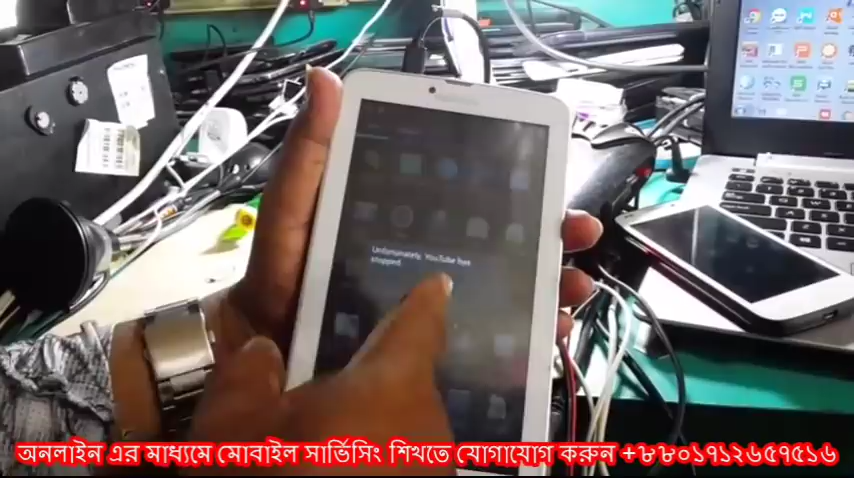 Unfortunately, YouTube has
stopped.
অনলাইন এর মাধ্যমে মোবাইল সার্ভিসিং শিখতে যোগাযোগ করুন +৮৮০১৭১২৬৫৭৫১৬